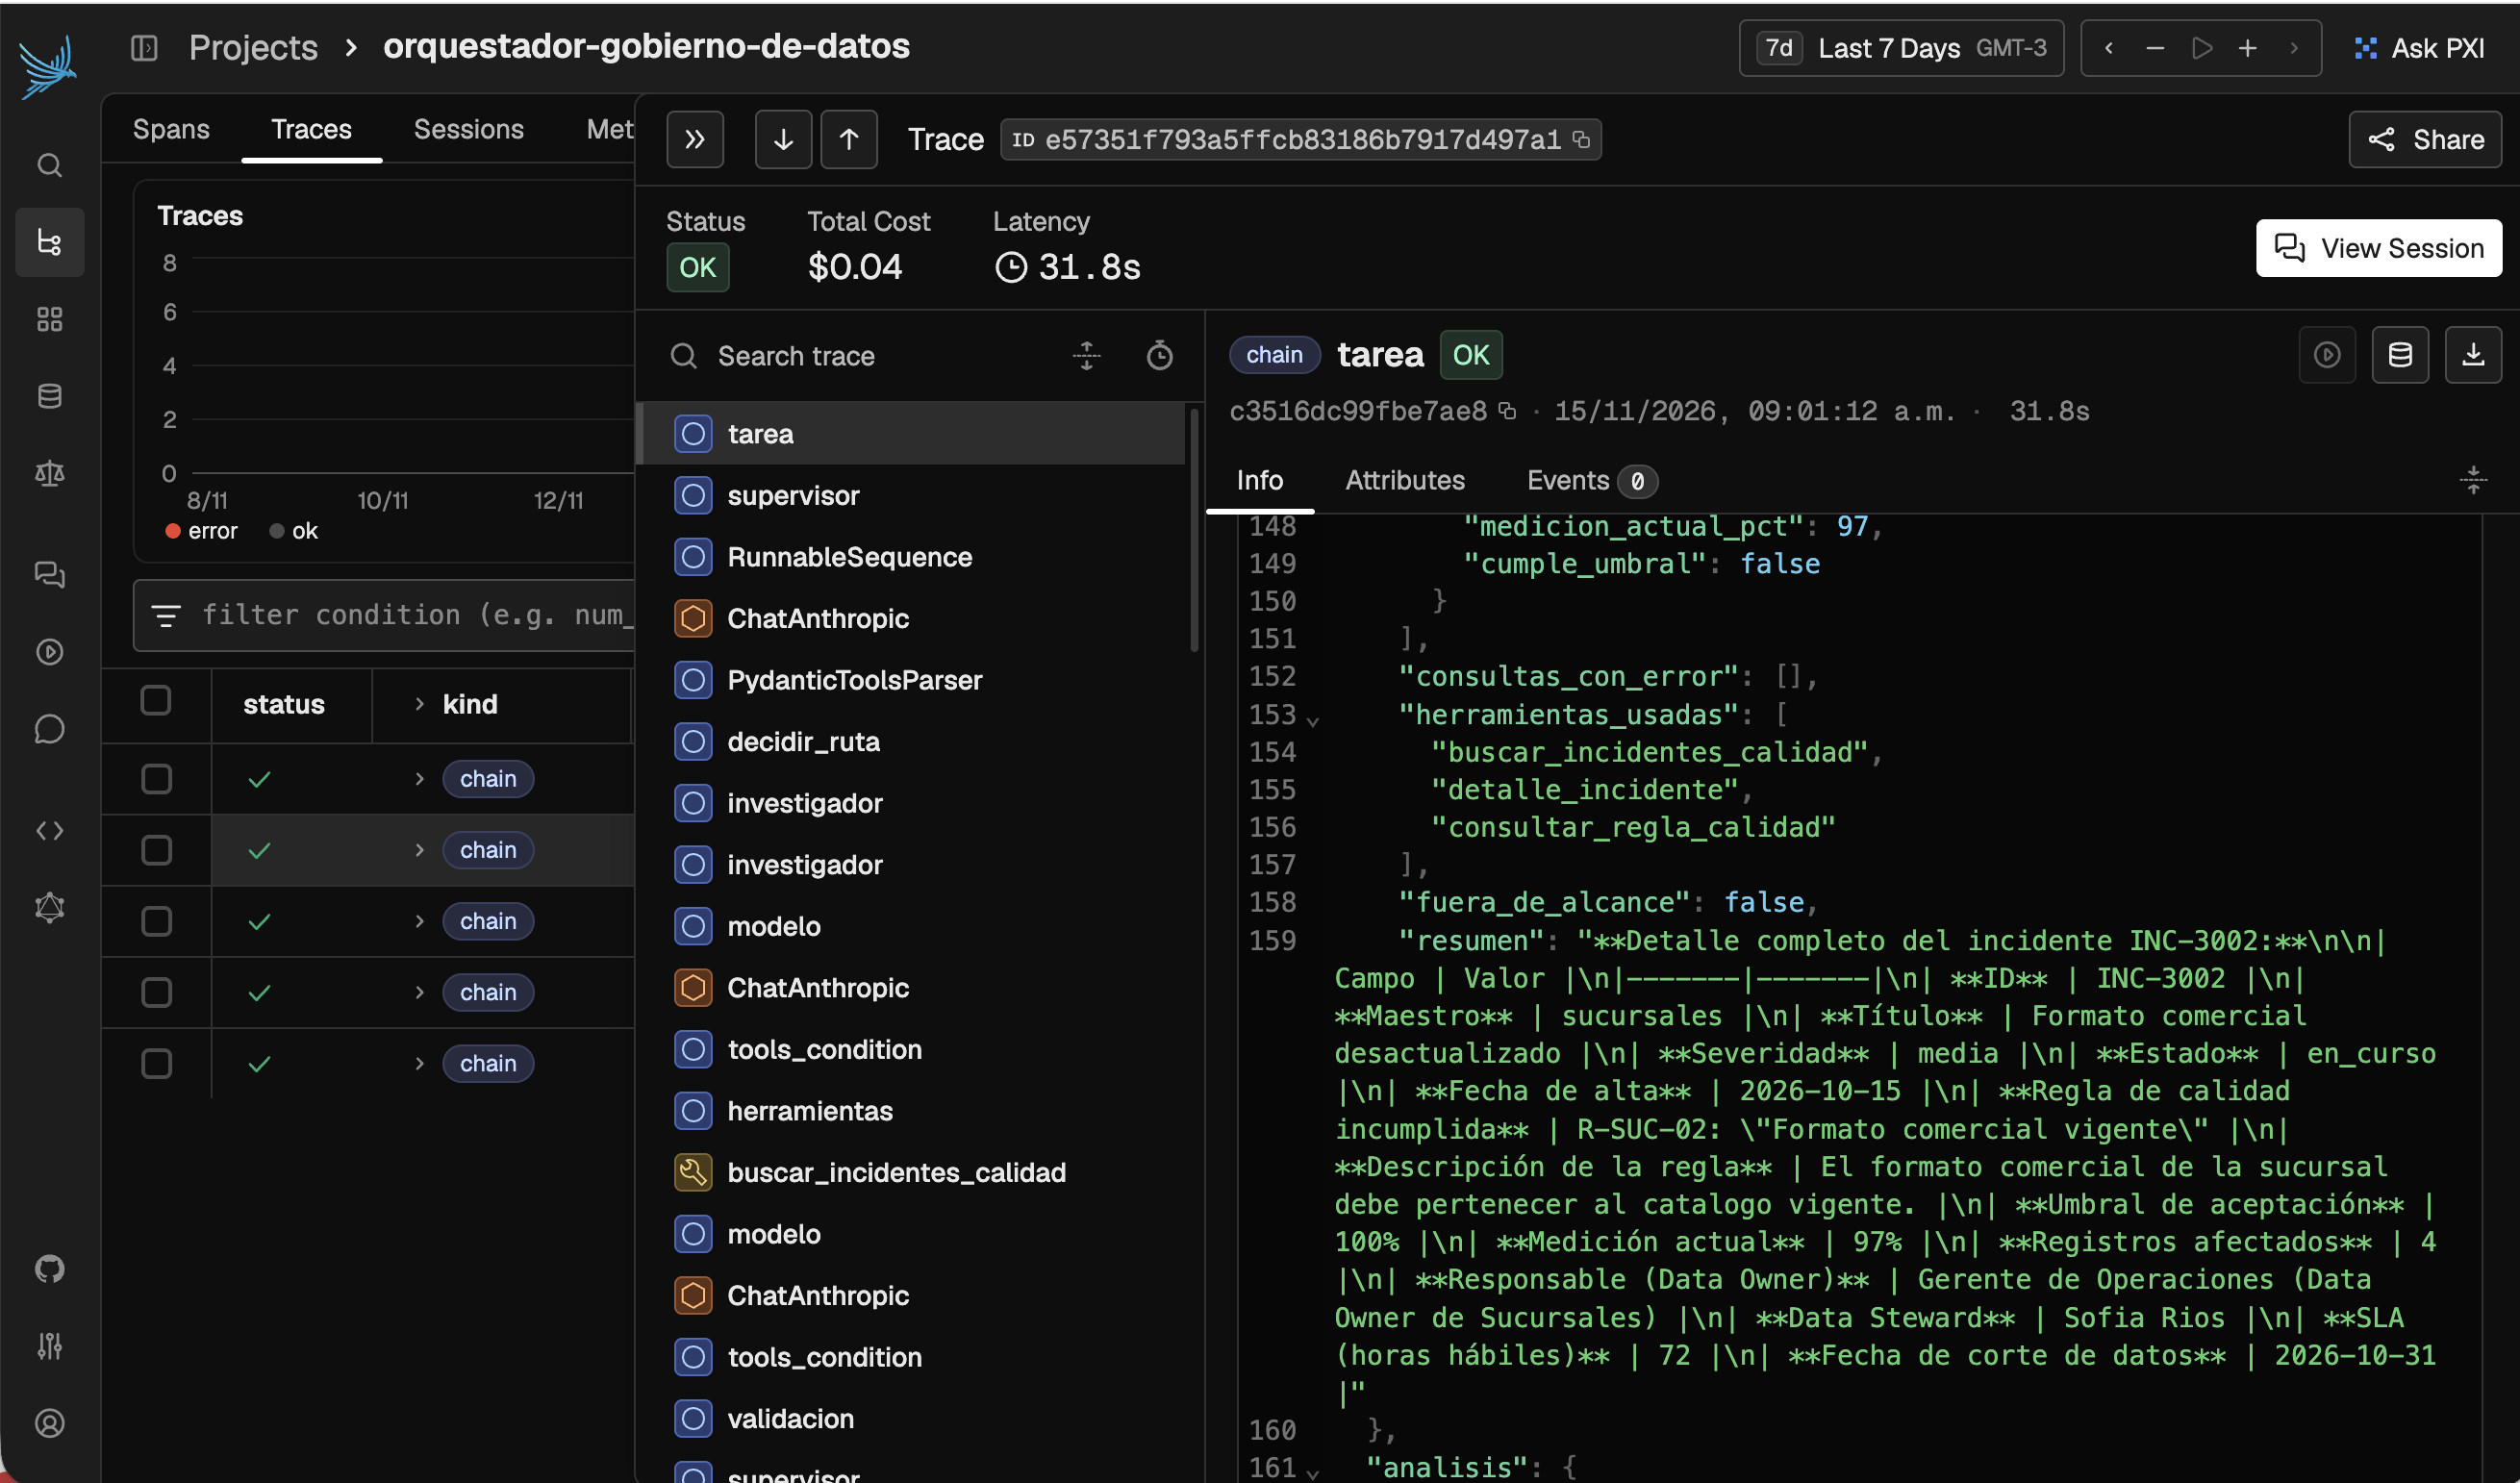 Projects › orquestador-gobierno-de-datos
7d Last 7 Days GMT-3
Ask PXI
Spans Traces Sessions Met
Traces
8
6
4
2
0
8/11 10/11 12/11
error ok
filter condition (e.g. num_
status kind
chain
chain
chain
chain
chain
Trace ID e57351f793a5ffcb83186b7917d497a1
Share
Status Total Cost Latency
OK $0.04 31.8s
View Session
Search trace
tarea
supervisor
RunnableSequence
ChatAnthropic
PydanticToolsParser
decidir_ruta
investigador
investigador
modelo
ChatAnthropic
tools_condition
herramientas
buscar_incidentes_calidad
modelo
ChatAnthropic
tools_condition
validacion
supervisor
chain tarea OK
c3516dc99fbe7ae8 · 15/11/2026, 09:01:12 a.m. · 31.8s
Info Attributes Events 0
148 "medicion_actual_pct": 97,
149 "cumple_umbral": false
150 }
151 ],
152 "consultas_con_error": [],
153 "herramientas_usadas": [
154 "buscar_incidentes_calidad",
155 "detalle_incidente",
156 "consultar_regla_calidad"
157 ],
158 "fuera_de_alcance": false,
159 "resumen": "**Detalle completo del incidente INC-3002:**\n\n|
Campo | Valor |\n|-------|-------|\n| **ID** | INC-3002 |\n|
**Maestro** | sucursales |\n| **Título** | Formato comercial
desactualizado |\n| **Severidad** | media |\n| **Estado** | en_curso
|\n| **Fecha de alta** | 2026-10-15 |\n| **Regla de calidad
incumplida** | R-SUC-02: \"Formato comercial vigente\" |\n|
**Descripción de la regla** | El formato comercial de la sucursal
debe pertenecer al catalogo vigente. |\n| **Umbral de aceptación** |
100% |\n| **Medición actual** | 97% |\n| **Registros afectados** | 4
|\n| **Responsable (Data Owner)** | Gerente de Operaciones (Data
Owner de Sucursales) |\n| **Data Steward** | Sofia Rios |\n| **SLA
(horas hábiles)** | 72 |\n| **Fecha de corte de datos** | 2026-10-31
|"
160 },
161 "analisis": {